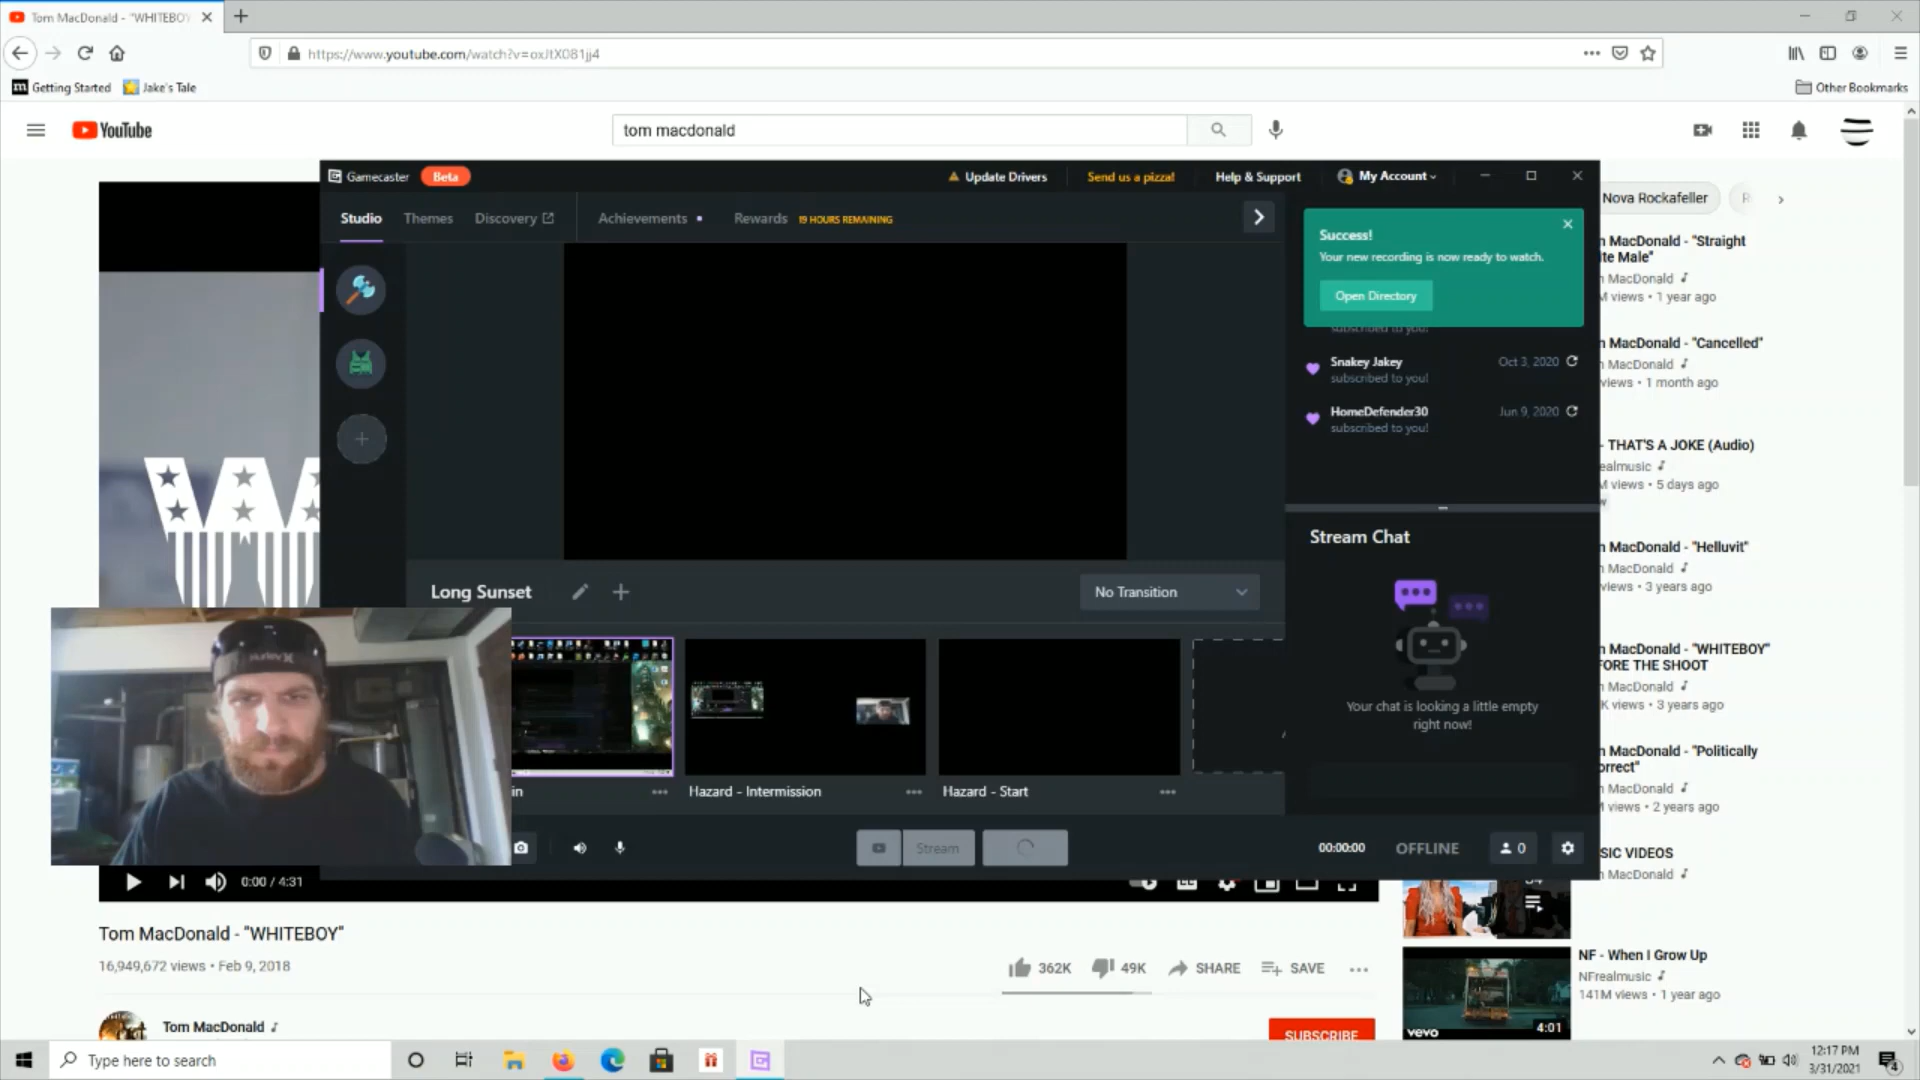 Tom MacDonald - "WHITEBOY"
https://www.youtube.com/watch?v=oxJtX081jj4
Getting Started
Jake's Tale
Other Bookmarks
YouTube
tom macdonald
Gamecaster
Beta
Update Drivers
Send us a pizza!
Help & Support
My Account
Studio
Themes
Discovery
Achievements
Rewards
19 HOURS REMAINING
Success!
Your new recording is now ready to watch.
Open Directory
subscribed to you!
Snakey Jakey
Oct 3, 2020
subscribed to you!
HomeDefender30
Jun 9, 2020
subscribed to you!
Stream Chat
Your chat is looking a little empty
right now!
Long Sunset
No Transition
in
Hazard - Intermission
Hazard - Start
Stream
00:00:00
OFFLINE
0
Nova Rockafeller
n MacDonald - "Straight
ite Male"
n MacDonald
M views • 1 year ago
n MacDonald - "Cancelled"
n MacDonald
views • 1 month ago
- THAT'S A JOKE (Audio)
ealmusic
M views • 5 days ago
w
n MacDonald - "Helluvit"
n MacDonald
views • 3 years ago
n MacDonald - "WHITEBOY"
FORE THE SHOOT
n MacDonald
K views • 3 years ago
n MacDonald - "Politically
orrect"
n MacDonald
M views • 2 years ago
SIC VIDEOS
n MacDonald
NF - When I Grow Up
NFrealmusic
141M views • 1 year ago
vevo
4:01
0:00 / 4:31
Tom MacDonald - "WHITEBOY"
16,949,672 views • Feb 9, 2018
362K
49K
SHARE
SAVE
Tom MacDonald
SUBSCRIBE
Type here to search
12:17 PM
3/31/2021
4